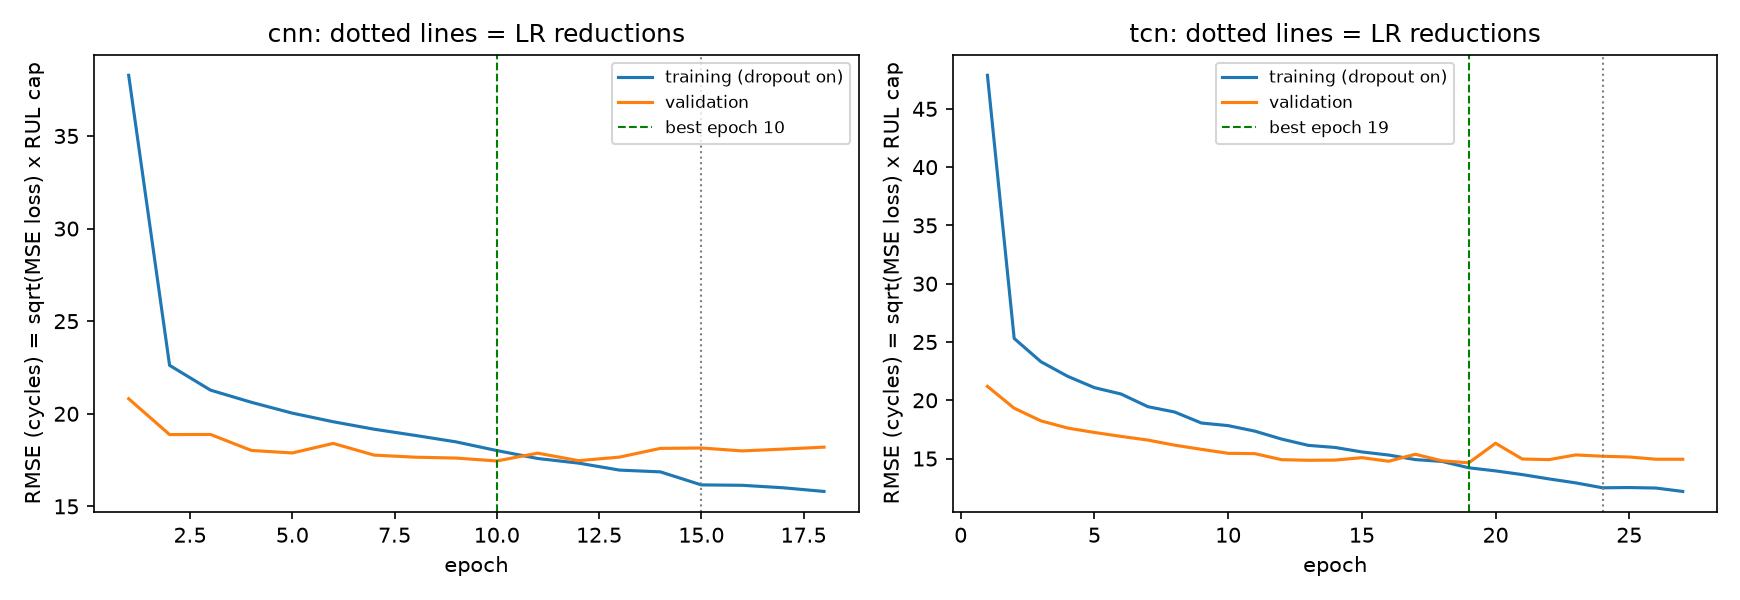 cnn: dotted lines = LR reductions
RMSE (cycles) = sqrt(MSE loss) x RUL cap
35
30
25
20
15
training (dropout on)
validation
best epoch 10
2.5 5.0 7.5 10.0 12.5 15.0 17.5
epoch
tcn: dotted lines = LR reductions
RMSE (cycles) = sqrt(MSE loss) x RUL cap
45
40
35
30
25
20
15
training (dropout on)
validation
best epoch 19
0 5 10 15 20 25
epoch